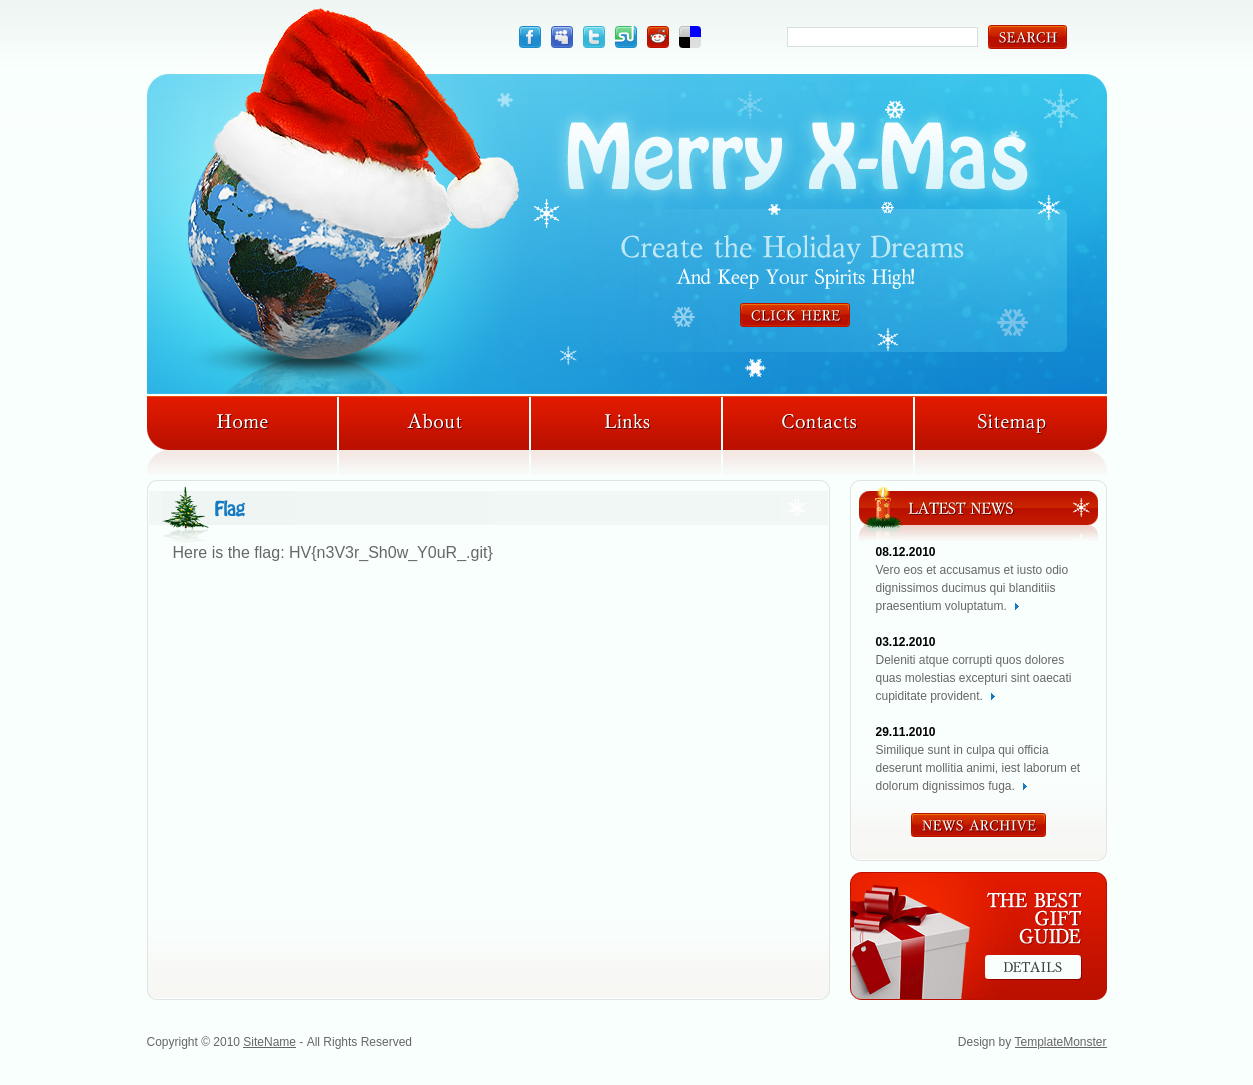 SEARCH
Merry X-Mas
Create the Holiday Dreams
And Keep Your Spirits High!
CLICK HERE
Home
About
Links
Contacts
Sitemap
Flag
Here is the flag: HV{n3V3r_Sh0w_Y0uR_.git}
LATEST NEWS
08.12.2010
Vero eos et accusamus et iusto odio
dignissimos ducimus qui blanditiis
praesentium voluptatum.
03.12.2010
Deleniti atque corrupti quos dolores
quas molestias excepturi sint oaecati
cupiditate provident.
29.11.2010
Similique sunt in culpa qui officia
deserunt mollitia animi, iest laborum et
dolorum dignissimos fuga.
NEWS ARCHIVE
THE BEST
GIFT
GUIDE
DETAILS
Copyright © 2010 SiteName - All Rights Reserved
Design by TemplateMonster